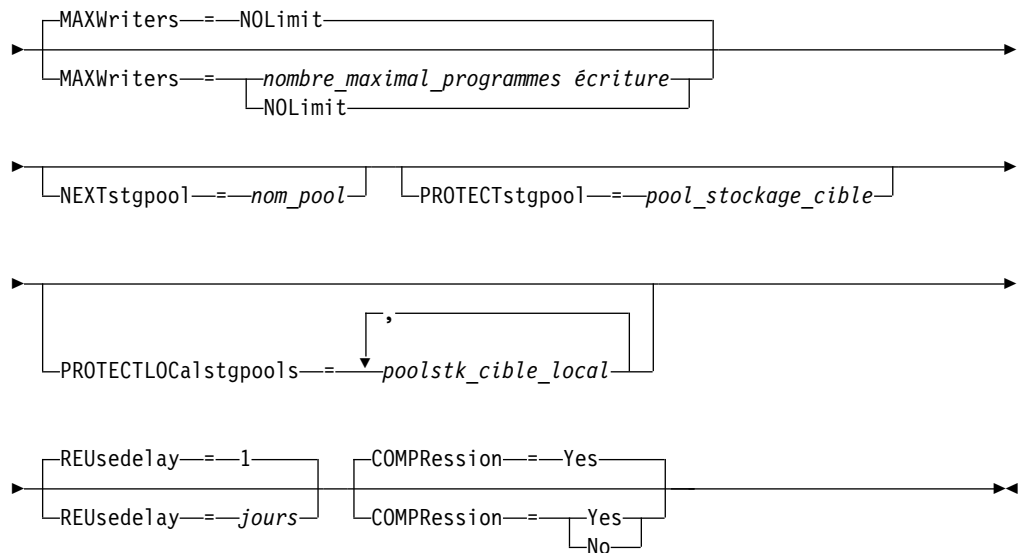 MAXWriters = NOLimit
MAXWriters = nombre_maximal_programmes écriture
NOLimit
NEXTstgpool = nom_pool PROTECTstgpool = pool_stockage_cible
,
PROTECTLOCalstgpools = poolstk_cible_local
REUsedelay = 1 COMPRession = Yes
REUsedelay = jours COMPRession = Yes
No